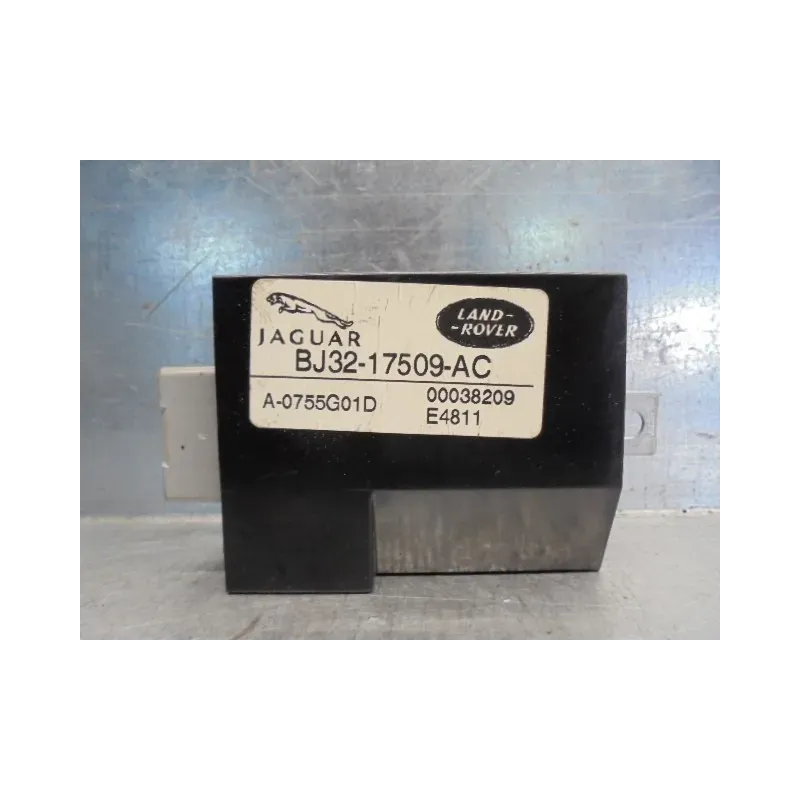 JAGUAR
LAND-
-ROVER
BJ32-17509-AC
A-0755G01D
00038209
E4811